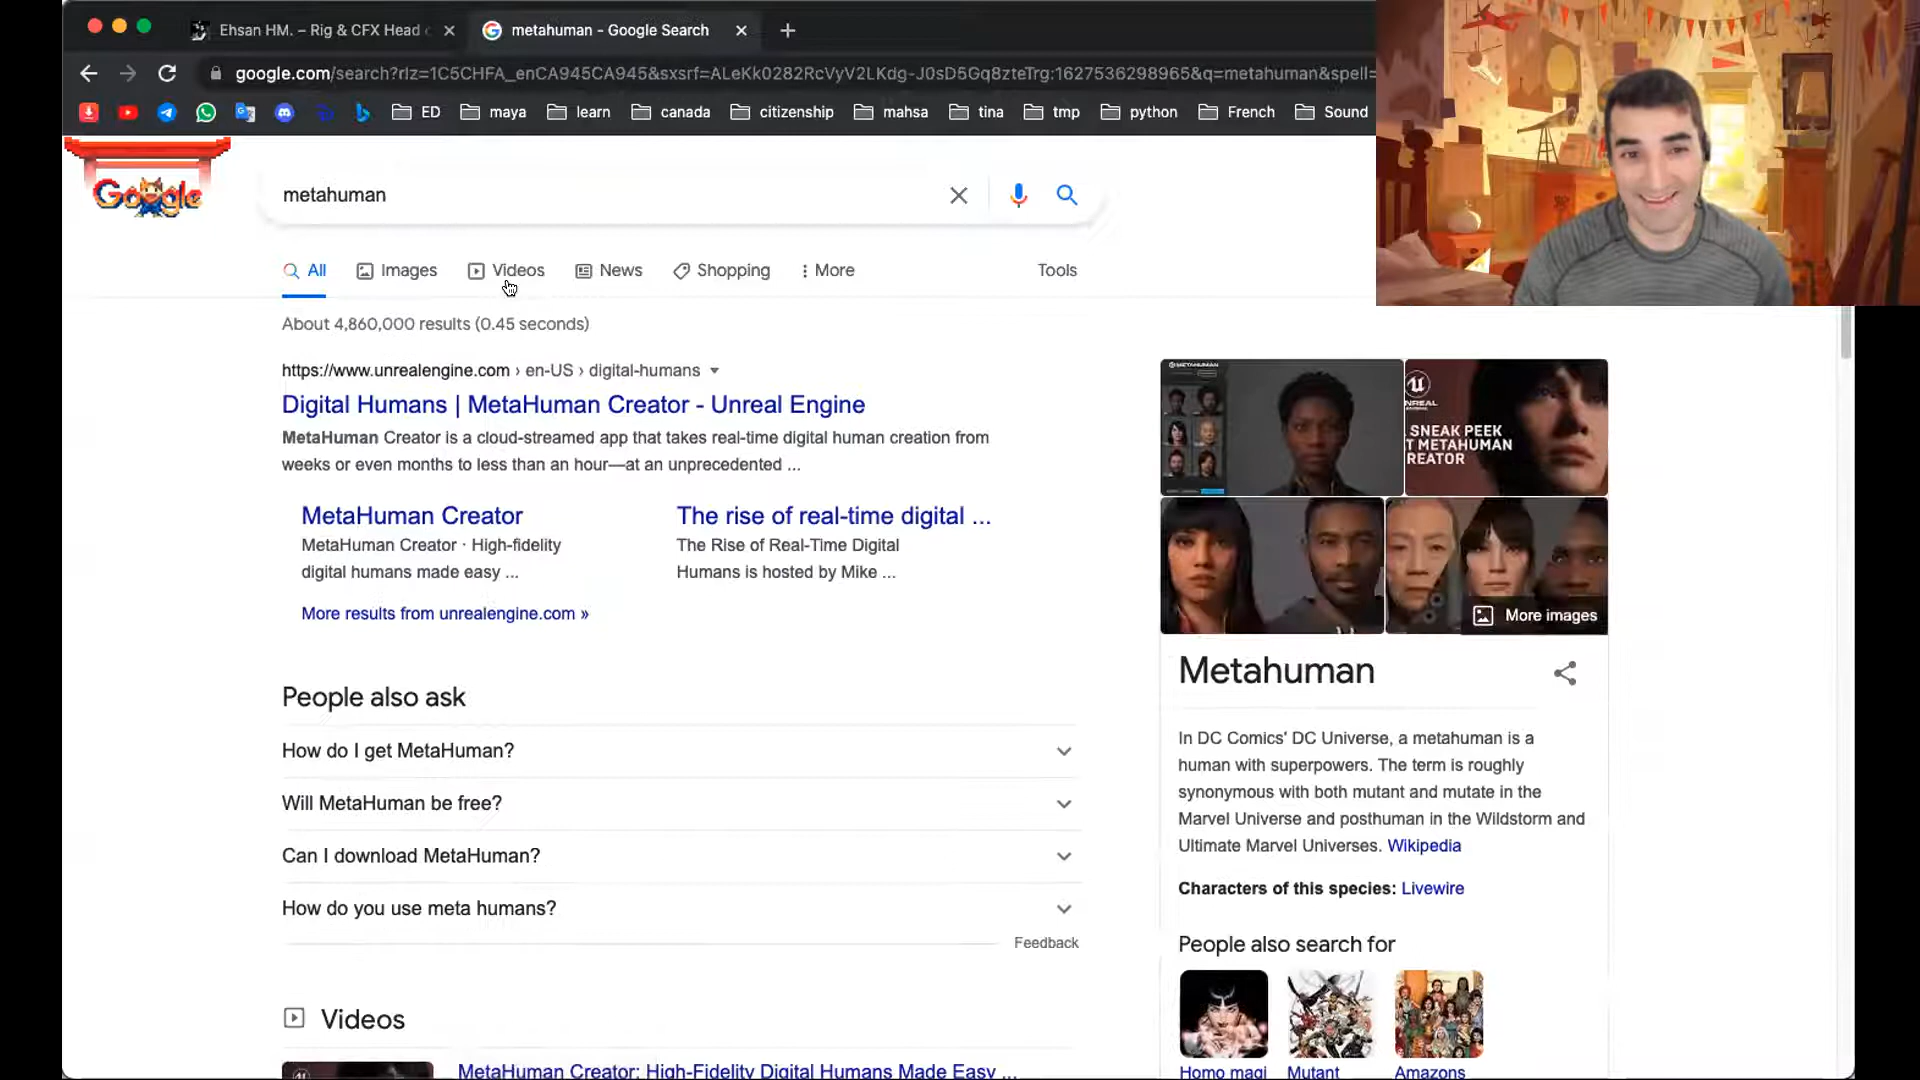 Ehsan HM. – Rig & CFX Head
metahuman - Google Search
google.com/search?rlz=1C5CHFA_enCA945CA945&sxsrf=ALeKk0282RcVyV2LKdg-J0sD5Gq8zteTrg:1627536298965&q=metahuman&spell=
ED maya learn canada citizenship mahsa tina tmp python French Sound
Google
metahuman
All Images Videos News Shopping More Tools
About 4,860,000 results (0.45 seconds)
https://www.unrealengine.com › en-US › digital-humans
Digital Humans | MetaHuman Creator - Unreal Engine
MetaHuman Creator is a cloud-streamed app that takes real-time digital human creation from
weeks or even months to less than an hour—at an unprecedented ...
MetaHuman Creator
MetaHuman Creator · High-fidelity
digital humans made easy ...
The rise of real-time digital ...
The Rise of Real-Time Digital
Humans is hosted by Mike ...
More results from unrealengine.com »
People also ask
How do I get MetaHuman?
Will MetaHuman be free?
Can I download MetaHuman?
How do you use meta humans?
Feedback
Videos
MetaHuman Creator: High-Fidelity Digital Humans Made Easy ...
METAHUMAN
UNREAL
SNEAK PEEK
T METAHUMAN
REATOR
More images
Metahuman
In DC Comics' DC Universe, a metahuman is a
human with superpowers. The term is roughly
synonymous with both mutant and mutate in the
Marvel Universe and posthuman in the Wildstorm and
Ultimate Marvel Universes. Wikipedia
Characters of this species: Livewire
People also search for
Homo magi
Mutant
Amazons